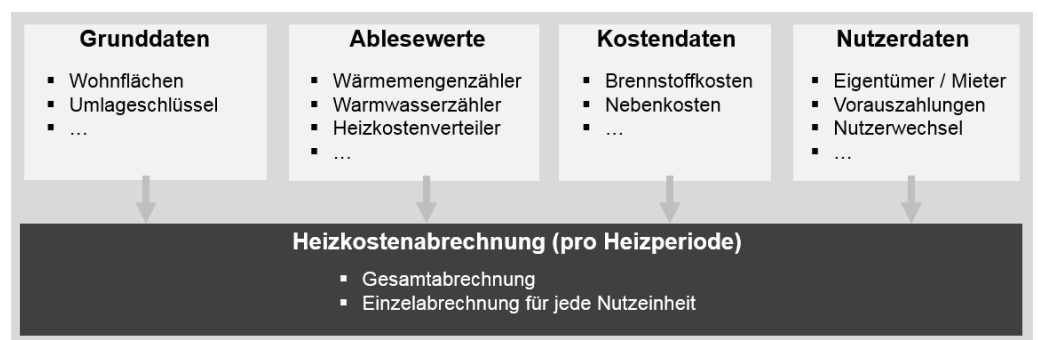 Grunddaten
▪ Wohnflächen
▪ Umlageschlüssel
▪ …
Ablesewerte
▪ Wärmemengenzähler
▪ Warmwasserzähler
▪ Heizkostenverteiler
▪ …
Kostendaten
▪ Brennstoffkosten
▪ Nebenkosten
▪ …
Nutzerdaten
▪ Eigentümer / Mieter
▪ Vorauszahlungen
▪ Nutzerwechsel
▪ …
Heizkostenabrechnung (pro Heizperiode)
▪ Gesamtabrechnung
▪ Einzelabrechnung für jede Nutzeinheit